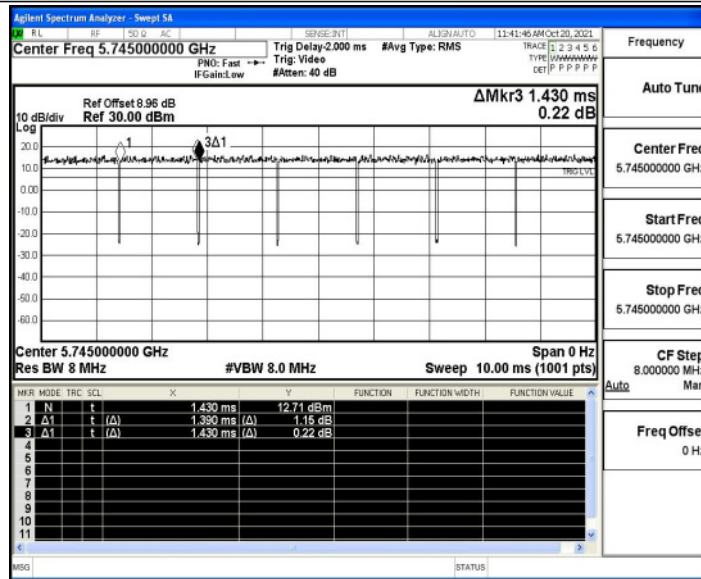 Agilent Spectrum Analyzer - Swept SA
RL RF 50 Ω AC SENSE:INT ALIGNAUTO 11:41:46 AM Oct 20, 2021
Center Freq 5.745000000 GHz
PNO: Fast
IFGain:Low
Trig Delay-2.000 ms
Trig: Video
#Atten: 40 dB
#Avg Type: RMS
TRACE 1 2 3 4 5 6
TYPE WWWWWW
DET P P P P P P
Frequency
Auto Tune
Center Freq
5.745000000 GHz
Start Freq
5.745000000 GHz
Stop Freq
5.745000000 GHz
CF Step
8.000000 MHz
Auto Man
Freq Offset
0 Hz
ΔMkr3 1.430 ms
0.22 dB
Ref Offset 8.96 dB
10 dB/div Ref 30.00 dBm
Log
1
3Δ1
TRIG LVL
20.0
10.0
0.00
-10.0
-20.0
-30.0
-40.0
-50.0
-60.0
Center 5.745000000 GHz Span 0 Hz
Res BW 8 MHz #VBW 8.0 MHz Sweep 10.00 ms (1001 pts)
MKR MODE TRC SCL X Y FUNCTION FUNCTION WIDTH FUNCTION VALUE
1 N t 1.430 ms 12.71 dBm
2 Δ1 t (Δ) 1.390 ms (Δ) 1.15 dB
3 Δ1 t (Δ) 1.430 ms (Δ) 0.22 dB
4
5
6
7
8
9
10
11
MSG STATUS